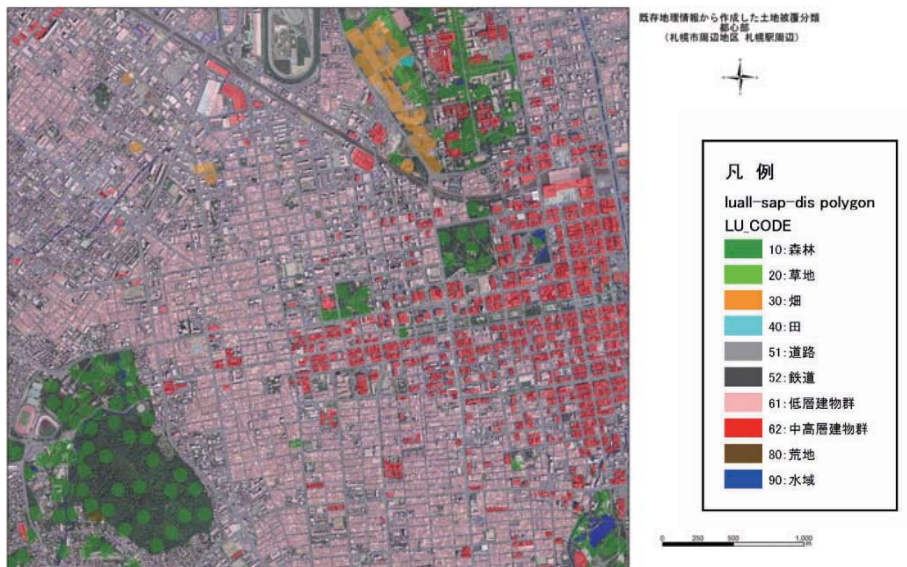 既存地理情報から作成した土地被覆分類
都心部
(札幌市周辺地区 札幌駅周辺)
凡 例
luall-sap-dis polygon
LU_CODE
10:森林
20:草地
30:畑
40:田
51:道路
52:鉄道
61:低層建物群
62:中高層建物群
80:荒地
90:水域
0 250 500 1,000